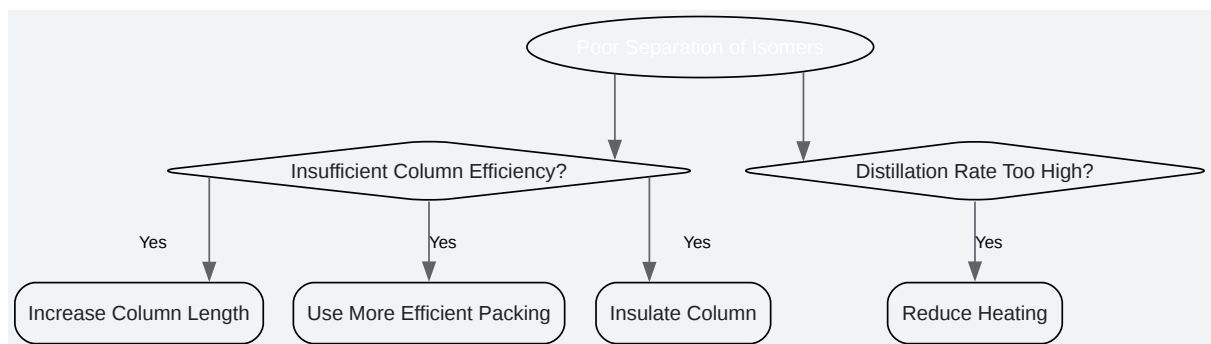 Poor Separation of Isomers
Insufficient Column Efficiency?
Distillation Rate Too High?
Yes
Yes
Yes
Yes
Increase Column Length
Use More Efficient Packing
Insulate Column
Reduce Heating